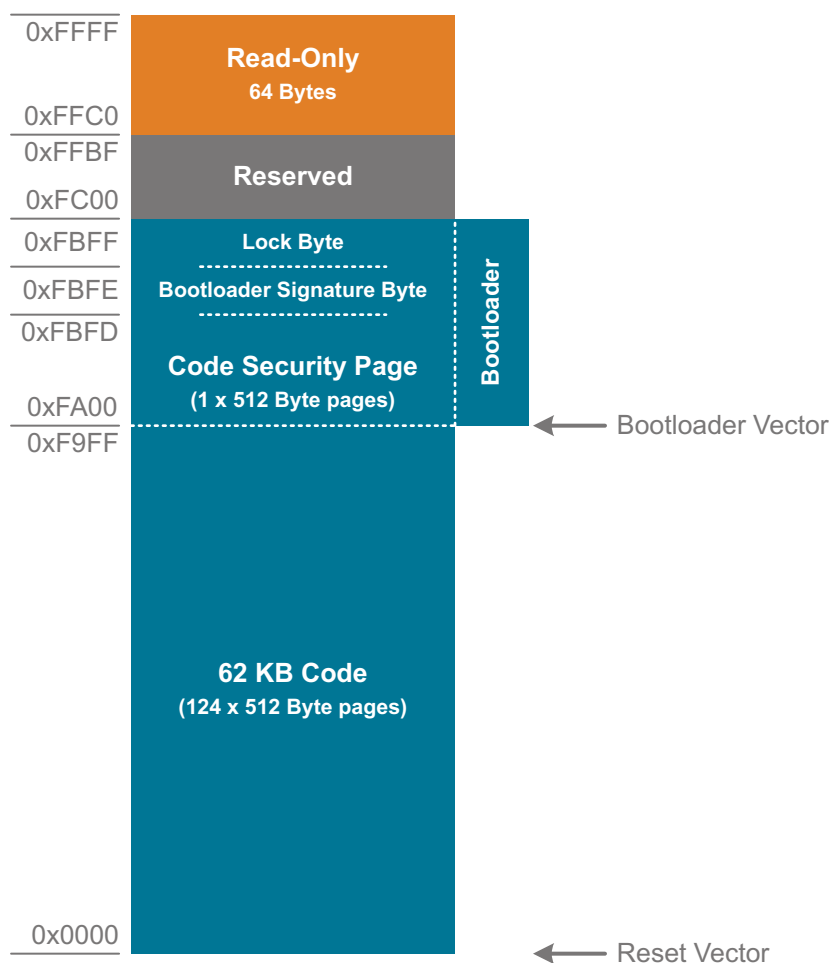 0xFFFF
Read-Only
64 Bytes
0xFFC0
0xFFBF
Reserved
0xFC00
0xFBFF
Lock Byte
0xFBFE
Bootloader Signature Byte
0xFBFD
Code Security Page
(1 x 512 Byte pages)
Bootloader
0xFA00
Bootloader Vector
0xF9FF
62 KB Code
(124 x 512 Byte pages)
0x0000
Reset Vector